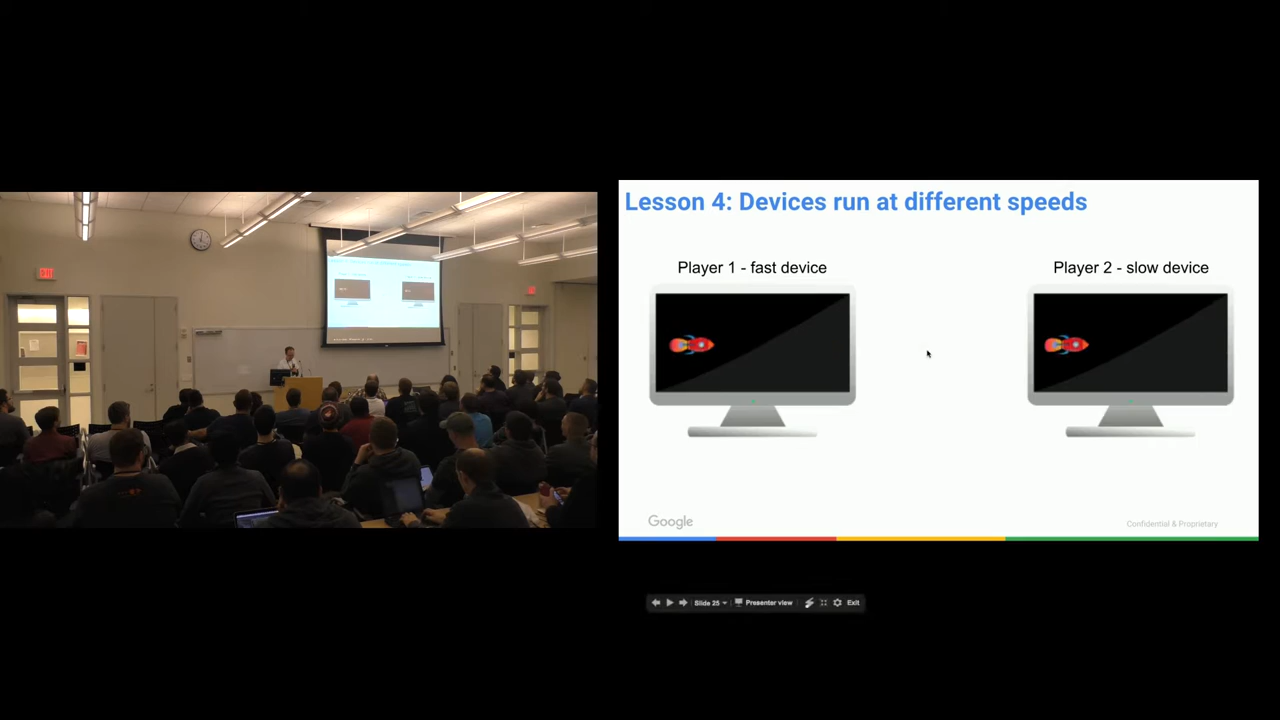 EXIT
Lesson 4: Devices run at different speeds
Player 1 - fast device
Player 2 - slow device
Google
Confidential & Proprietary
Slide 25
Presenter view
Exit